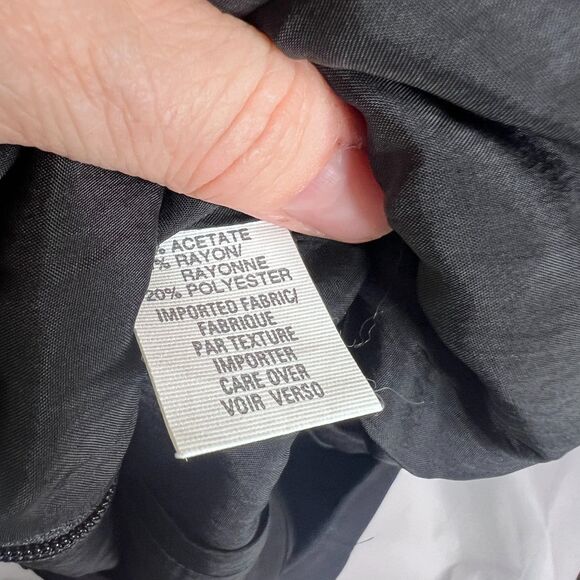 % ACETATE
% RAYON/
RAYONNE
20% POLYESTER
IMPORTED FABRIC/
FABRIQUE
PAR TEXTURE
IMPORTER
CARE OVER
VOIR VERSO